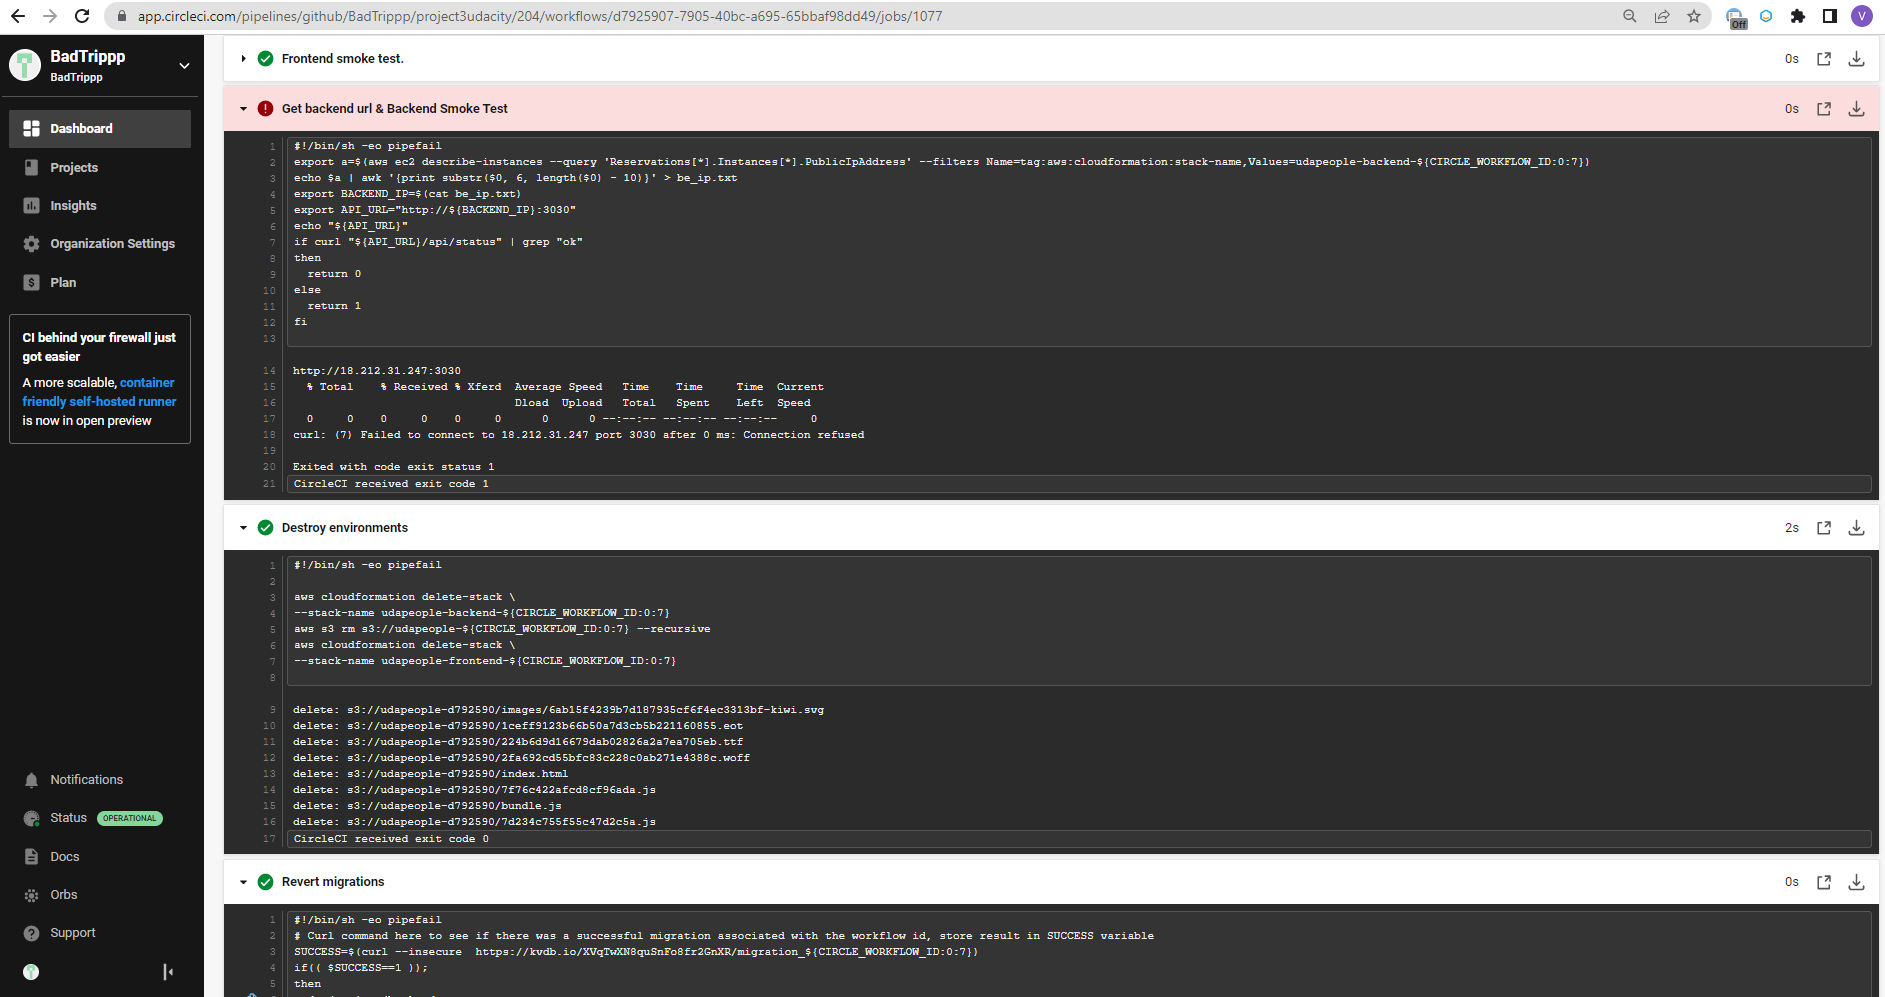 app.circleci.com/pipelines/github/BadTrippp/project3udacity/204/workflows/d7925907-7905-40bc-a695-65bbaf98dd49/jobs/1077
Off
V
BadTrippp
BadTrippp
Dashboard
Projects
Insights
Organization Settings
Plan
CI behind your firewall just
got easier
A more scalable, container
friendly self-hosted runner
is now in open preview
Notifications
Status OPERATIONAL
Docs
Orbs
Support
Frontend smoke test. 0s
Get backend url & Backend Smoke Test 0s
1 #!/bin/sh -eo pipefail
2 export a=$(aws ec2 describe-instances --query 'Reservations[*].Instances[*].PublicIpAddress' --filters Name=tag:aws:cloudformation:stack-name,Values=udapeople-backend-${CIRCLE_WORKFLOW_ID:0:7})
3 echo $a | awk '{print substr($0, 6, length($0) - 10)}' > be_ip.txt
4 export BACKEND_IP=$(cat be_ip.txt)
5 export API_URL="http://${BACKEND_IP}:3030"
6 echo "${API_URL}"
7 if curl "${API_URL}/api/status" | grep "ok"
8 then
9 return 0
10 else
11 return 1
12 fi
13
14 http://18.212.31.247:3030
15 % Total % Received % Xferd Average Speed Time Time Time Current
16 Dload Upload Total Spent Left Speed
17 0 0 0 0 0 0 0 0 --:--:-- --:--:-- --:--:-- 0
18 curl: (7) Failed to connect to 18.212.31.247 port 3030 after 0 ms: Connection refused
19
20 Exited with code exit status 1
21 CircleCI received exit code 1
Destroy environments 2s
1 #!/bin/sh -eo pipefail
2
3 aws cloudformation delete-stack \
4 --stack-name udapeople-backend-${CIRCLE_WORKFLOW_ID:0:7}
5 aws s3 rm s3://udapeople-${CIRCLE_WORKFLOW_ID:0:7} --recursive
6 aws cloudformation delete-stack \
7 --stack-name udapeople-frontend-${CIRCLE_WORKFLOW_ID:0:7}
8
9 delete: s3://udapeople-d792590/images/6ab15f4239b7d187935cf6f4ec3313bf-kiwi.svg
10 delete: s3://udapeople-d792590/1ceff9123b66b50a7d3cb5b221160855.eot
11 delete: s3://udapeople-d792590/224b6d9d16679dab02826a2a7ea705eb.ttf
12 delete: s3://udapeople-d792590/2fa692cd55bfc83c228c0ab271e4388c.woff
13 delete: s3://udapeople-d792590/index.html
14 delete: s3://udapeople-d792590/7f76c422afcd8cf96ada.js
15 delete: s3://udapeople-d792590/bundle.js
16 delete: s3://udapeople-d792590/7d234c755f55c47d2c5a.js
17 CircleCI received exit code 0
Revert migrations 0s
1 #!/bin/sh -eo pipefail
2 # Curl command here to see if there was a successful migration associated with the workflow id, store result in SUCCESS variable
3 SUCCESS=$(curl --insecure https://kvdb.io/XVqTwXN8quSnFo8fr2GnXR/migration_${CIRCLE_WORKFLOW_ID:0:7})
4 if(( $SUCCESS==1 ));
5 then